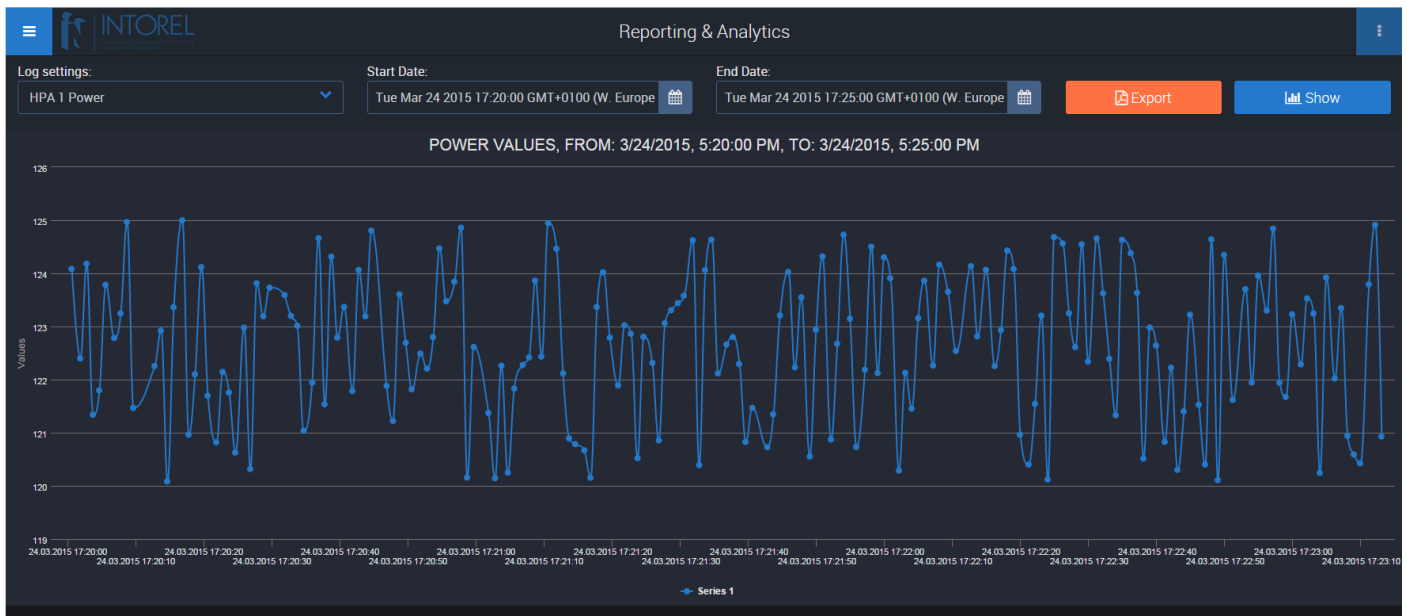 INTOREL
Reporting & Analytics
Log settings:
Start Date:
End Date:
HPA 1 Power
Tue Mar 24 2015 17:20:00 GMT+0100 (W. Europe
Tue Mar 24 2015 17:25:00 GMT+0100 (W. Europe
Export
Show
POWER VALUES, FROM: 3/24/2015, 5:20:00 PM, TO: 3/24/2015, 5:25:00 PM
126
125
124
123
122
121
120
119
Values
24.03.2015 17:20:00
24.03.2015 17:20:10
24.03.2015 17:20:20
24.03.2015 17:20:30
24.03.2015 17:20:40
24.03.2015 17:20:50
24.03.2015 17:21:00
24.03.2015 17:21:10
24.03.2015 17:21:20
24.03.2015 17:21:30
24.03.2015 17:21:40
24.03.2015 17:21:50
24.03.2015 17:22:00
24.03.2015 17:22:10
24.03.2015 17:22:20
24.03.2015 17:22:30
24.03.2015 17:22:40
24.03.2015 17:22:50
24.03.2015 17:23:00
24.03.2015 17:23:10
Series 1